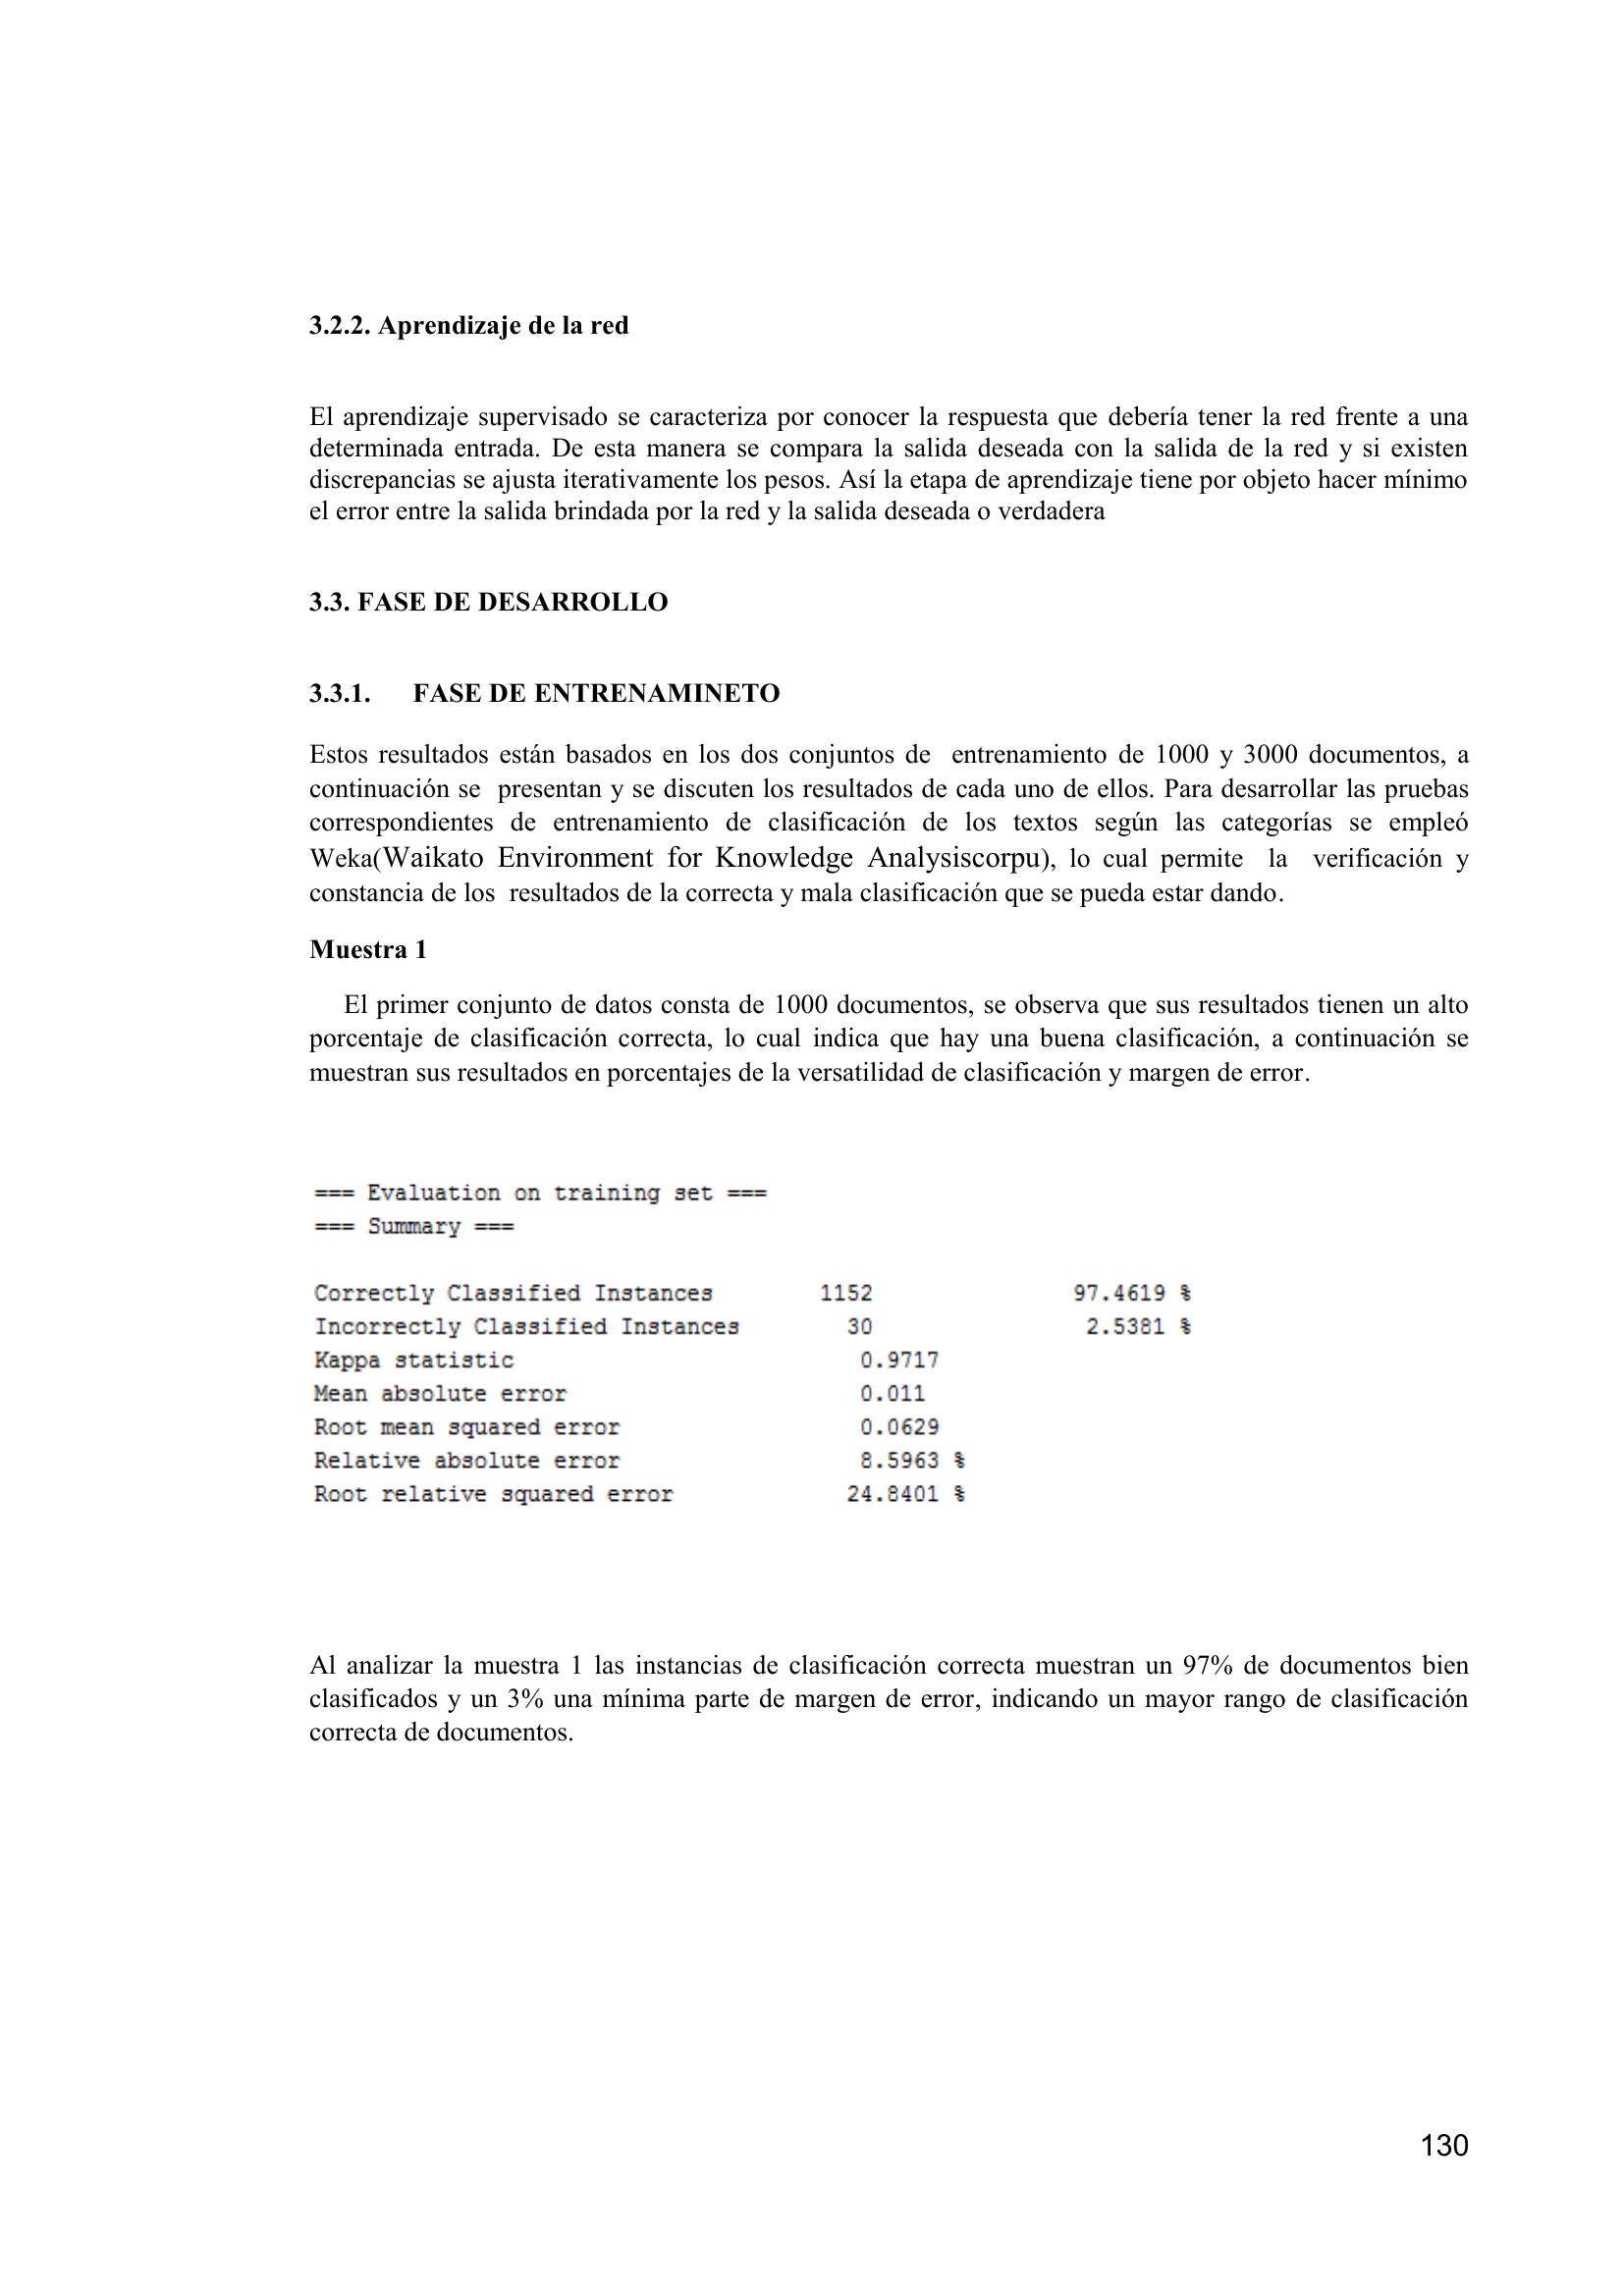 3.2.2. Aprendizaje de la red
El aprendizaje supervisado se caracteriza por conocer la respuesta que debería tener la red frente a una
determinada entrada. De esta manera se compara la salida deseada con la salida de la red y si existen
discrepancias se ajusta iterativamente los pesos. Así la etapa de aprendizaje tiene por objeto hacer mínimo
el error entre la salida brindada por la red y la salida deseada o verdadera
3.3. FASE DE DESARROLLO
3.3.1. FASE DE ENTRENAMINETO
Estos resultados están basados en los dos conjuntos de entrenamiento de 1000 y 3000 documentos, a
continuación se presentan y se discuten los resultados de cada uno de ellos. Para desarrollar las pruebas
correspondientes de entrenamiento de clasificación de los textos según las categorías se empleó
Weka(Waikato Environment for Knowledge Analysiscorpu), lo cual permite la verificación y
constancia de los resultados de la correcta y mala clasificación que se pueda estar dando.
Muestra 1
El primer conjunto de datos consta de 1000 documentos, se observa que sus resultados tienen un alto
porcentaje de clasificación correcta, lo cual indica que hay una buena clasificación, a continuación se
muestran sus resultados en porcentajes de la versatilidad de clasificación y margen de error.
=== Evaluation on training set ===
=== Summary ===
Correctly Classified Instances 1152 97.4619 %
Incorrectly Classified Instances 30 2.5381 %
Kappa statistic 0.9717
Mean absolute error 0.011
Root mean squared error 0.0629
Relative absolute error 8.5963 %
Root relative squared error 24.8401 %
Al analizar la muestra 1 las instancias de clasificación correcta muestran un 97% de documentos bien
clasificados y un 3% una mínima parte de margen de error, indicando un mayor rango de clasificación
correcta de documentos.
130